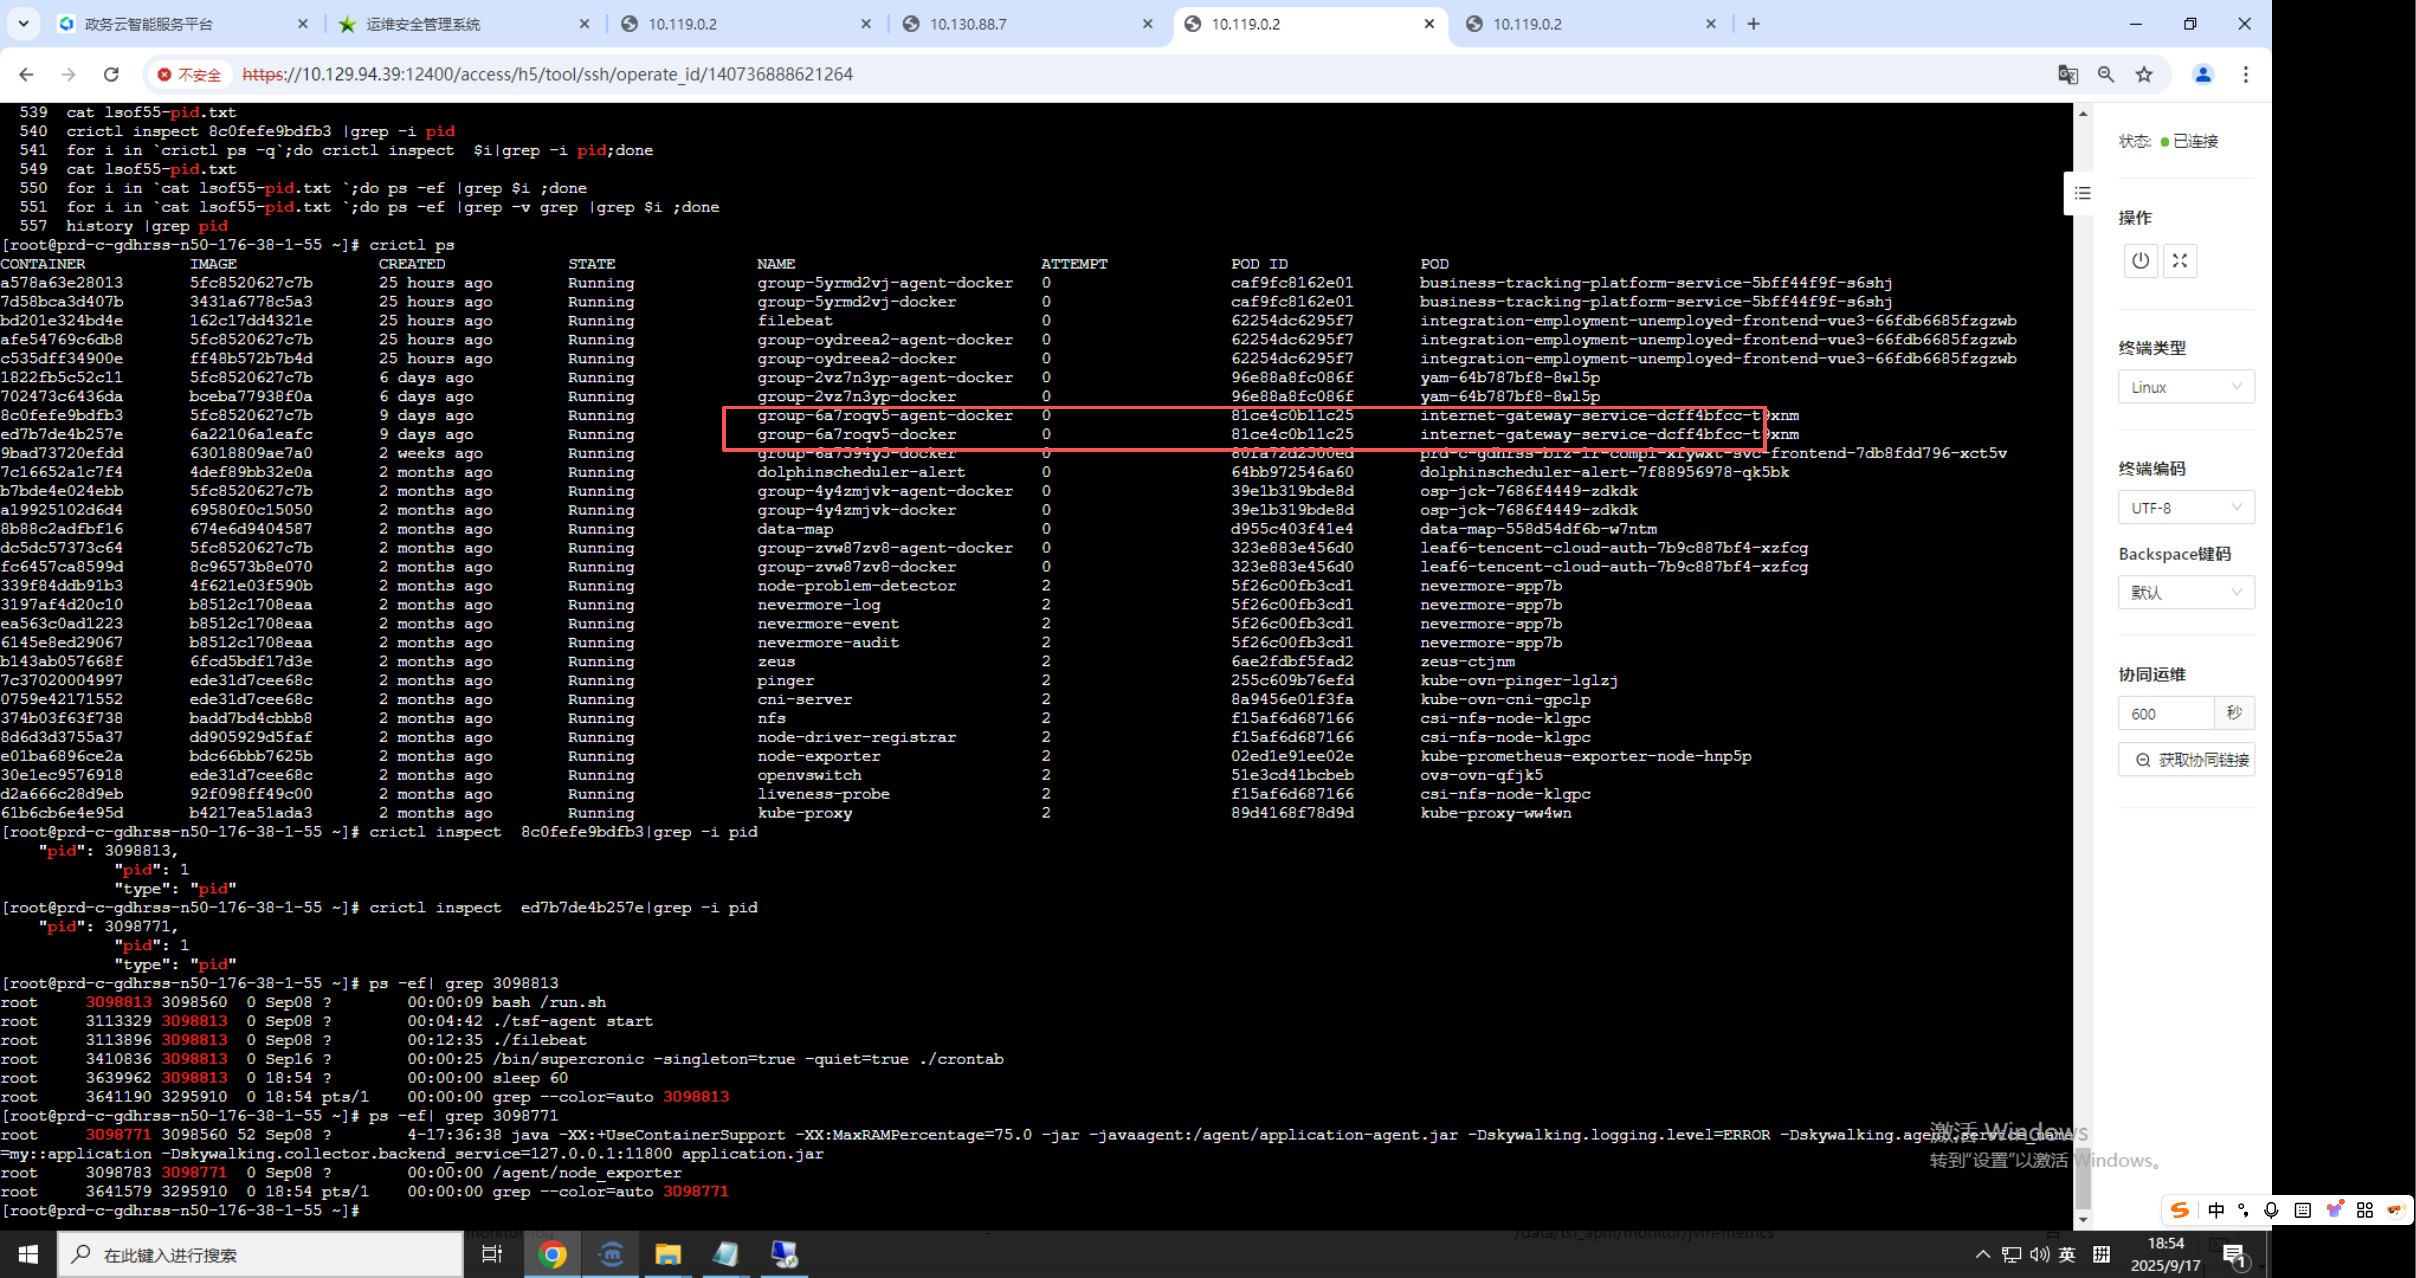 政务云智能服务平台
运维安全管理系统
10.119.0.2
10.130.88.7
10.119.0.2
10.119.0.2
不安全 https://10.129.94.39:12400/access/h5/tool/ssh/operate_id/140736888621264
539 cat lsof55-pid.txt
540 crictl inspect 8c0fefe9bdfb3 |grep -i pid
541 for i in `crictl ps -q`;do crictl inspect $i|grep -i pid;done
549 cat lsof55-pid.txt
550 for i in `cat lsof55-pid.txt `;do ps -ef |grep $i ;done
551 for i in `cat lsof55-pid.txt `;do ps -ef |grep -v grep |grep $i ;done
557 history |grep pid
[root@prd-c-gdhrss-n50-176-38-1-55 ~]# crictl ps
CONTAINER IMAGE CREATED STATE NAME ATTEMPT POD ID POD
a578a63e28013 5fc8520627c7b 25 hours ago Running group-5yrmd2vj-agent-docker 0 caf9fc8162e01 business-tracking-platform-service-5bff44f9f-s6shj
7d58bca3d407b 3431a6778c5a3 25 hours ago Running group-5yrmd2vj-docker 0 caf9fc8162e01 business-tracking-platform-service-5bff44f9f-s6shj
bd201e324bd4e 162c17dd4321e 25 hours ago Running filebeat 0 62254dc6295f7 integration-employment-unemployed-frontend-vue3-66fdb6685fzgzwb
afe54769c6db8 5fc8520627c7b 25 hours ago Running group-oydreea2-agent-docker 0 62254dc6295f7 integration-employment-unemployed-frontend-vue3-66fdb6685fzgzwb
c535dff34900e ff48b572b7b4d 25 hours ago Running group-oydreea2-docker 0 62254dc6295f7 integration-employment-unemployed-frontend-vue3-66fdb6685fzgzwb
1822fb5c52c11 5fc8520627c7b 6 days ago Running group-2vz7n3yp-agent-docker 0 96e88a8fc086f yam-64b787bf8-8wl5p
702473c6436da bceba77938f0a 6 days ago Running group-2vz7n3yp-docker 0 96e88a8fc086f yam-64b787bf8-8wl5p
8c0fefe9bdfb3 5fc8520627c7b 9 days ago Running group-6a7roqv5-agent-docker 0 81ce4c0b11c25 internet-gateway-service-dcff4bfcc-t9xnm
ed7b7de4b257e 6a22106a1eafc 9 days ago Running group-6a7roqv5-docker 0 81ce4c0b11c25 internet-gateway-service-dcff4bfcc-t9xnm
9bad73720efdd 63018809ae7a0 2 weeks ago Running group-6a7594y5-docker 0 80fa72d2500ed prd-c-gdhrss-biz-lr-compl-xfywxt-svc-frontend-7db8fdd796-xct5v
7c16652a1c7f4 4def89bb32e0a 2 months ago Running dolphinscheduler-alert 0 64bb972546a60 dolphinscheduler-alert-7f88956978-qk5bk
b7bde4e024ebb 5fc8520627c7b 2 months ago Running group-4y4zmjvk-agent-docker 0 39e1b319bde8d osp-jck-7686f4449-zdkdk
a19925102d6d4 69580f0c15050 2 months ago Running group-4y4zmjvk-docker 0 39e1b319bde8d osp-jck-7686f4449-zdkdk
8b88c2adfbf16 674e6d9404587 2 months ago Running data-map 0 d955c403f41e4 data-map-558d54df6b-w7ntm
dc5dc57373c64 5fc8520627c7b 2 months ago Running group-zvw87zv8-agent-docker 0 323e883e456d0 leaf6-tencent-cloud-auth-7b9c887bf4-xzfcg
fc6457ca8599d 8c96573b8e070 2 months ago Running group-zvw87zv8-docker 0 323e883e456d0 leaf6-tencent-cloud-auth-7b9c887bf4-xzfcg
339f84ddb91b3 4f621e03f590b 2 months ago Running node-problem-detector 2 5f26c00fb3cd1 nevermore-spp7b
3197af4d20c10 b8512c1708eaa 2 months ago Running nevermore-log 2 5f26c00fb3cd1 nevermore-spp7b
ea563c0ad1223 b8512c1708eaa 2 months ago Running nevermore-event 2 5f26c00fb3cd1 nevermore-spp7b
6145e8ed29067 b8512c1708eaa 2 months ago Running nevermore-audit 2 5f26c00fb3cd1 nevermore-spp7b
b143ab057668f 6fcd5bdf17d3e 2 months ago Running zeus 2 6ae2fdbf5fad2 zeus-ctjnm
7c37020004997 ede31d7cee68c 2 months ago Running pinger 2 255c609b76efd kube-ovn-pinger-lglzj
0759e42171552 ede31d7cee68c 2 months ago Running cni-server 2 8a9456e01f3fa kube-ovn-cni-gpclp
374b03f63f738 badd7bd4cbbb8 2 months ago Running nfs 2 f15af6d687166 csi-nfs-node-klgpc
8d6d3d3755a37 dd905929d5faf 2 months ago Running node-driver-registrar 2 f15af6d687166 csi-nfs-node-klgpc
e01ba6896ce2a bdc66bbb7625b 2 months ago Running node-exporter 2 02ed1e91ee02e kube-prometheus-exporter-node-hnp5p
30e1ec9576918 ede31d7cee68c 2 months ago Running openvswitch 2 51e3cd41bcbeb ovs-ovn-qfjk5
d2a666c28d9eb 92f098ff49c00 2 months ago Running liveness-probe 2 f15af6d687166 csi-nfs-node-klgpc
61b6cb6e4e95d b4217ea51ada3 2 months ago Running kube-proxy 2 89d4168f78d9d kube-proxy-ww4wn
[root@prd-c-gdhrss-n50-176-38-1-55 ~]# crictl inspect 8c0fefe9bdfb3|grep -i pid
"pid": 3098813,
"pid": 1
"type": "pid"
[root@prd-c-gdhrss-n50-176-38-1-55 ~]# crictl inspect ed7b7de4b257e|grep -i pid
"pid": 3098771,
"pid": 1
"type": "pid"
[root@prd-c-gdhrss-n50-176-38-1-55 ~]# ps -ef| grep 3098813
root 3098813 3098560 0 Sep08 ? 00:00:09 bash /run.sh
root 3113329 3098813 0 Sep08 ? 00:04:42 ./tsf-agent start
root 3113896 3098813 0 Sep08 ? 00:12:35 ./filebeat
root 3410836 3098813 0 Sep16 ? 00:00:25 /bin/supercronic -singleton=true -quiet=true ./crontab
root 3639962 3098813 0 18:54 ? 00:00:00 sleep 60
root 3641190 3295910 0 18:54 pts/1 00:00:00 grep --color=auto 3098813
[root@prd-c-gdhrss-n50-176-38-1-55 ~]# ps -ef| grep 3098771
root 3098771 3098560 52 Sep08 ? 4-17:36:38 java -XX:+UseContainerSupport -XX:MaxRAMPercentage=75.0 -jar -javaagent:/agent/application-agent.jar -Dskywalking.logging.level=ERROR -Dskywalking.agent.service_name
=my::application -Dskywalking.collector.backend_service=127.0.0.1:11800 application.jar
root 3098783 3098771 0 Sep08 ? 00:00:00 /agent/node_exporter
root 3641579 3295910 0 18:54 pts/1 00:00:00 grep --color=auto 3098771
[root@prd-c-gdhrss-n50-176-38-1-55 ~]#
状态: 已连接
操作
终端类型
Linux
终端编码
UTF-8
Backspace键码
默认
协同运维
600 秒
获取协同链接
激活 Windows
转到“设置”以激活 Windows。
中
monitor-log
/data/tsf_apm/monitor/jvm-metrics
在此键入进行搜索
英 拼
18:54
2025/9/17
1